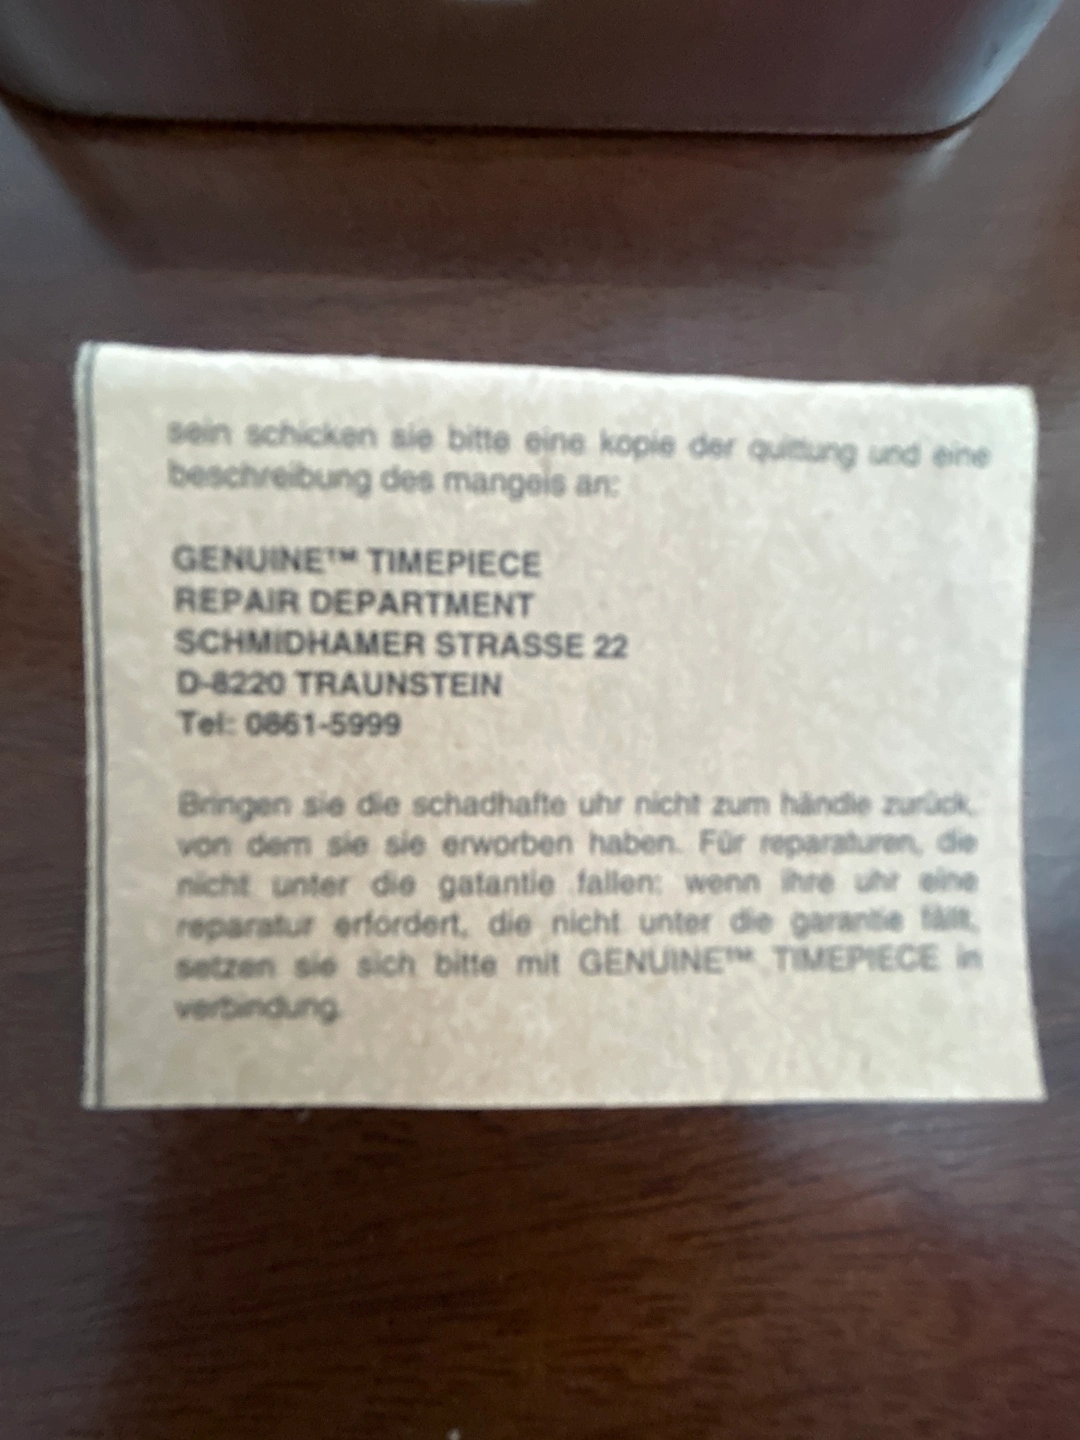 sein schicken sie bitte eine kopie der quittung und eine
beschreibung des mangels an:
GENUINE™ TIMEPIECE
REPAIR DEPARTMENT
SCHMIDHAMER STRASSE 22
D-8220 TRAUNSTEIN
Tel: 0861-5999
Bringen sie die schadhafte uhr nicht zum händle zurück,
von dem sie sie erworben haben. Für reparaturen, die
nicht unter die gatantie fallen: wenn ihre uhr eine
reparatur erfordert, die nicht unter die garantie fällt,
setzen sie sich bitte mit GENUINE™ TIMEPIECE in
verbindung.